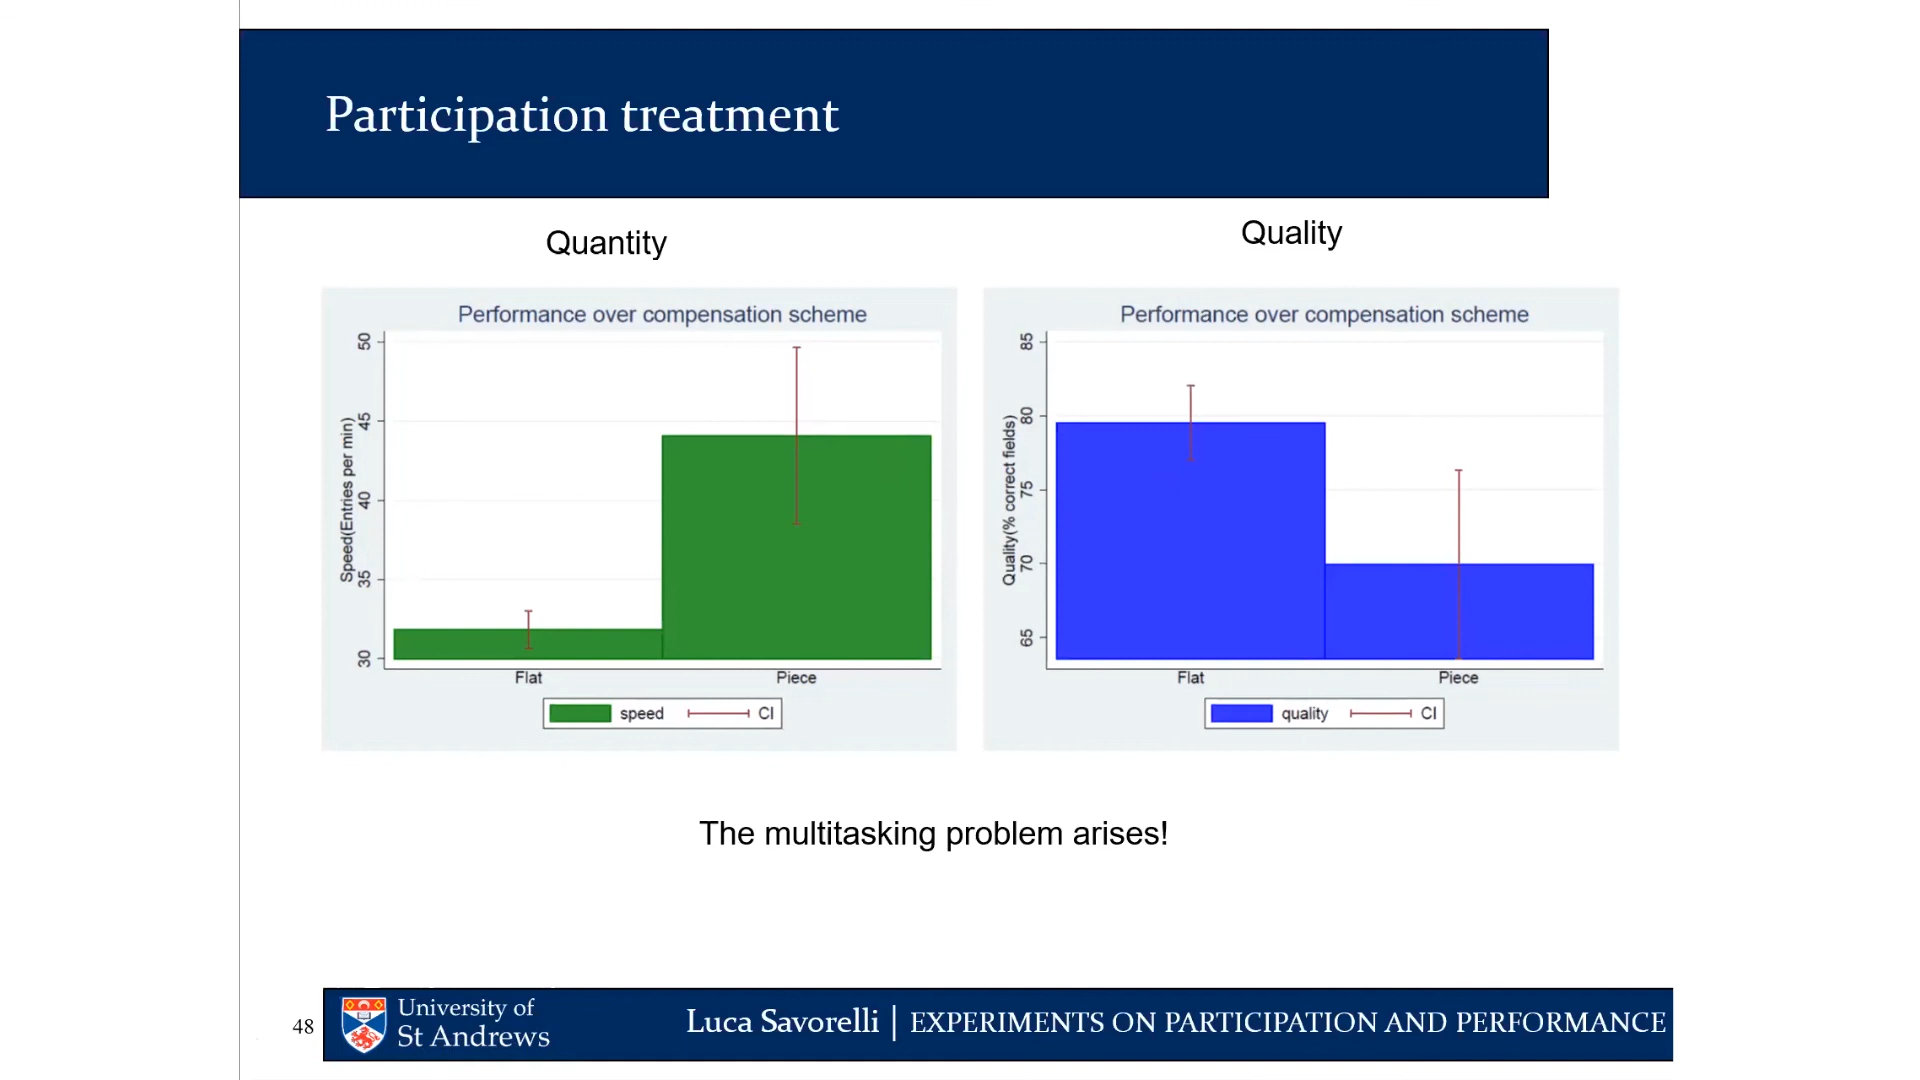 Participation treatment
Quantity
Quality
Performance over compensation scheme
Speed(Entries per min)
50
45
40
35
30
Flat
Piece
speed
CI
Performance over compensation scheme
Quality(% correct fields)
85
80
75
70
65
Flat
Piece
quality
CI
The multitasking problem arises!
48
University of
St Andrews
Luca Savorelli | EXPERIMENTS ON PARTICIPATION AND PERFORMANCE